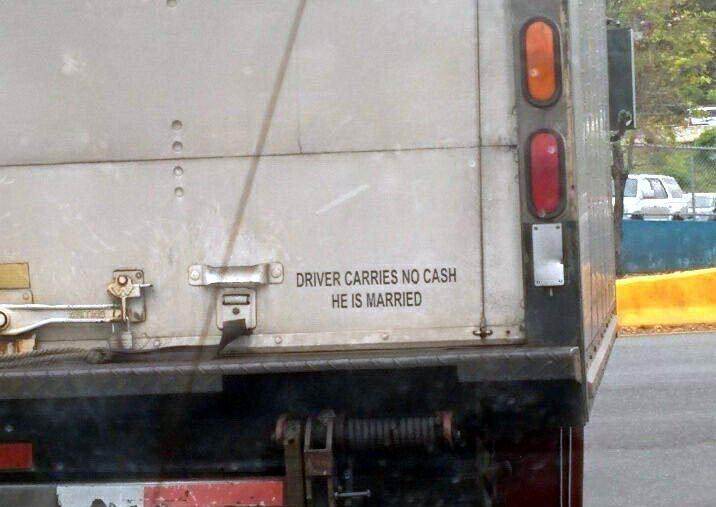 DRIVER CARRIES NO CASH
HE IS MARRIED